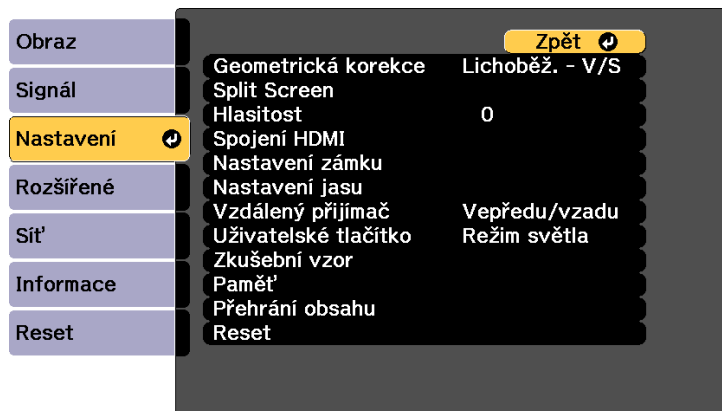 Obraz
Signál
Nastavení
Rozšířené
Síť
Informace
Reset
Zpět
Geometrická korekce Lichoběž. - V/S
Split Screen
Hlasitost 0
Spojení HDMI
Nastavení zámku
Nastavení jasu
Vzdálený přijímač Vepředu/vzadu
Uživatelské tlačítko Režim světla
Zkušební vzor
Paměť
Přehrání obsahu
Reset